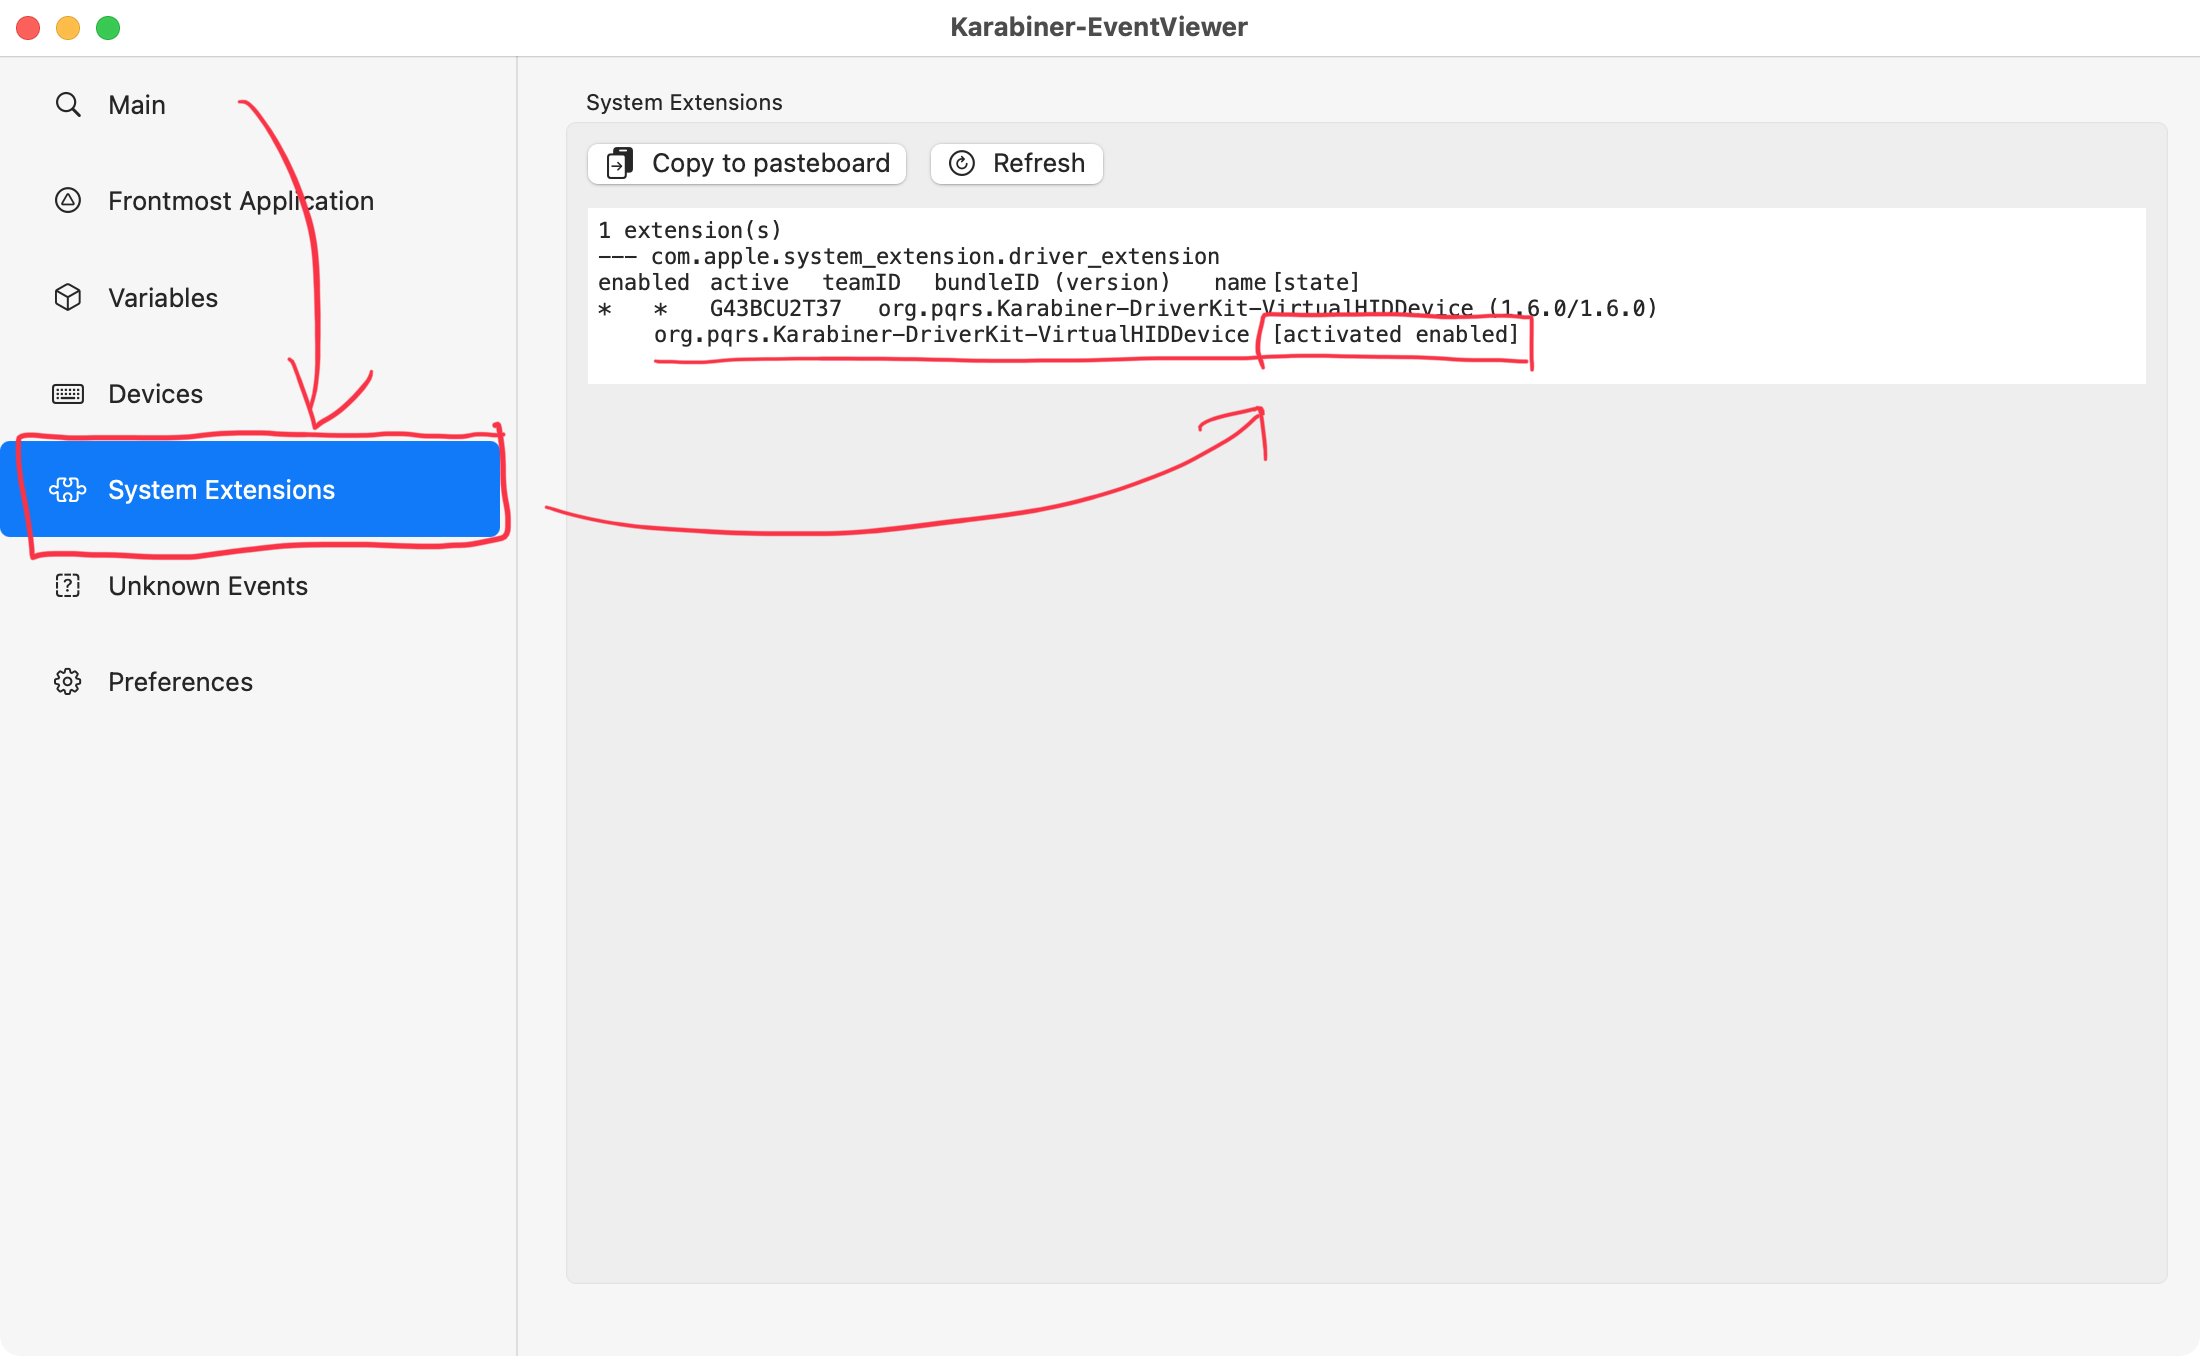 Karabiner-EventViewer
Main
Frontmost Application
Variables
Devices
System Extensions
Unknown Events
Preferences
System Extensions
Copy to pasteboard
Refresh
1 extension(s)
--- com.apple.system_extension.driver_extension
enabled active teamID bundleID (version) name [state]
* * G43BCU2T37 org.pqrs.Karabiner-DriverKit-VirtualHIDDevice (1.6.0/1.6.0)
org.pqrs.Karabiner-DriverKit-VirtualHIDDevice [activated enabled]